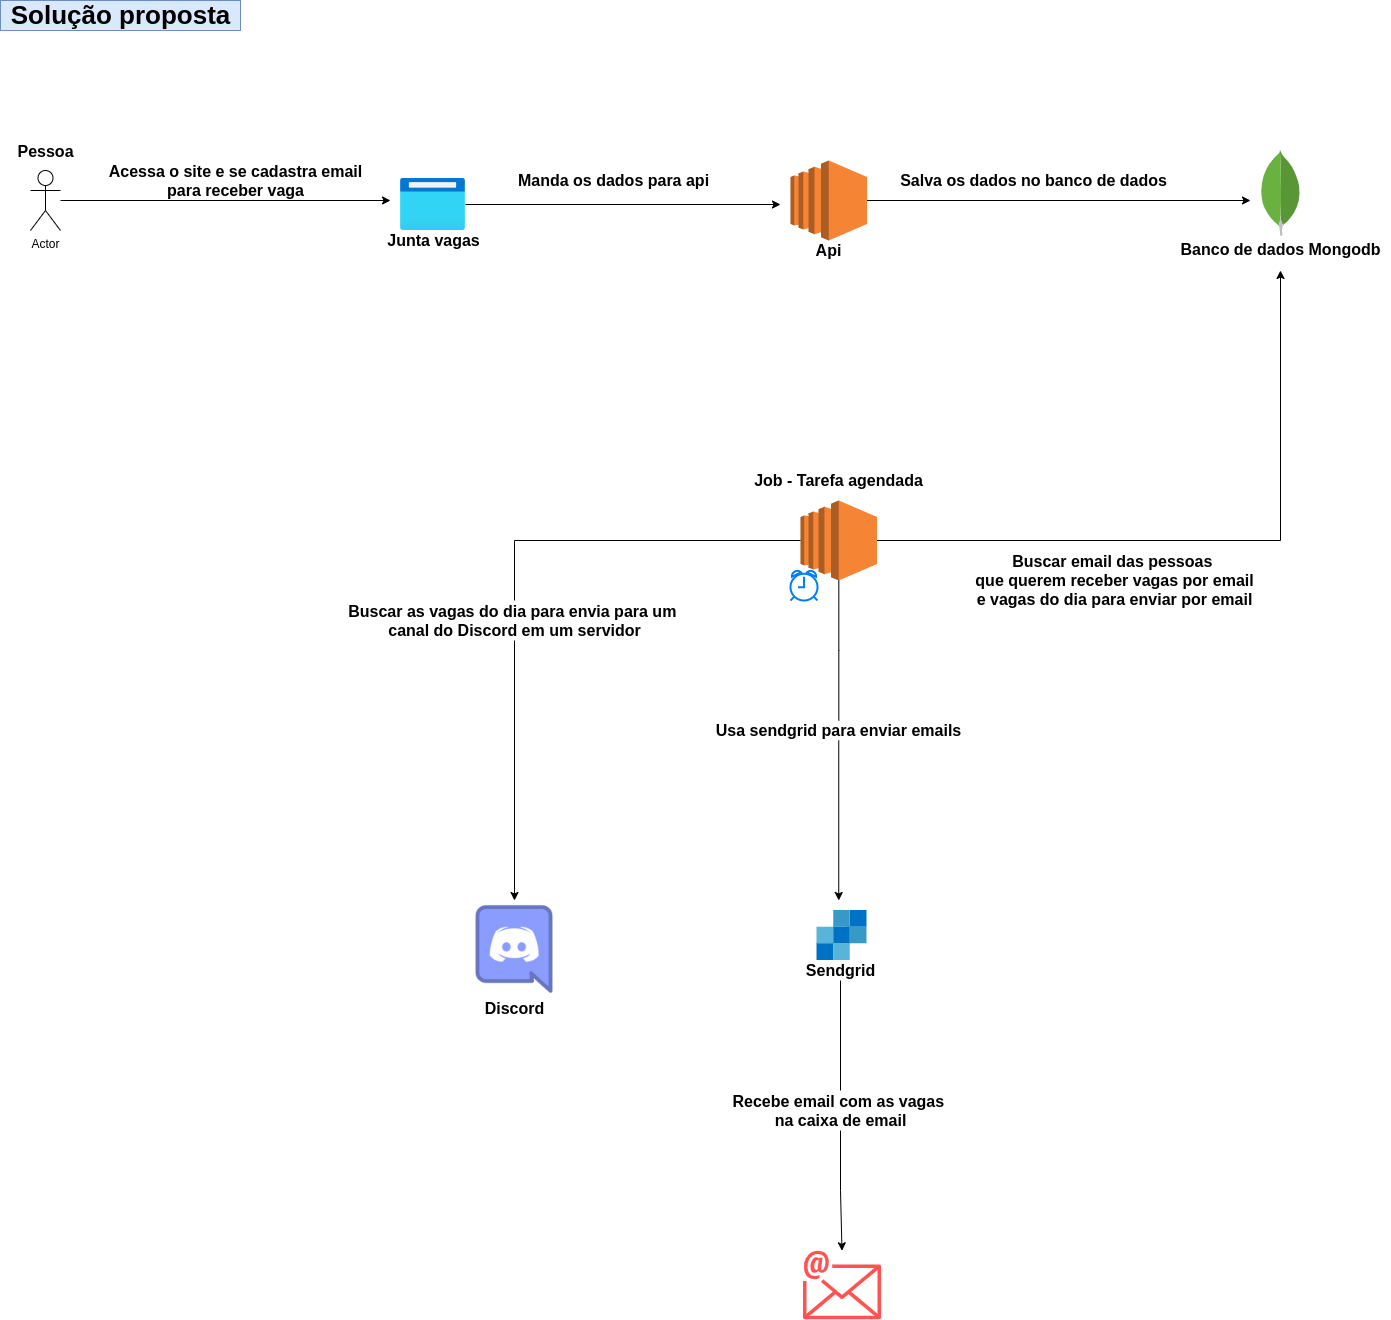 Solução proposta
Pessoa
Acessa o site e se cadastra email
para receber vaga
Actor
Junta vagas
Manda os dados para api
Api
Salva os dados no banco de dados
Banco de dados Mongodb
Job - Tarefa agendada
Buscar email das pessoas
que querem receber vagas por email
e vagas do dia para enviar por email
Buscar as vagas do dia para envia para um
canal do Discord em um servidor
Usa sendgrid para enviar emails
Discord
Sendgrid
Recebe email com as vagas
na caixa de email
@